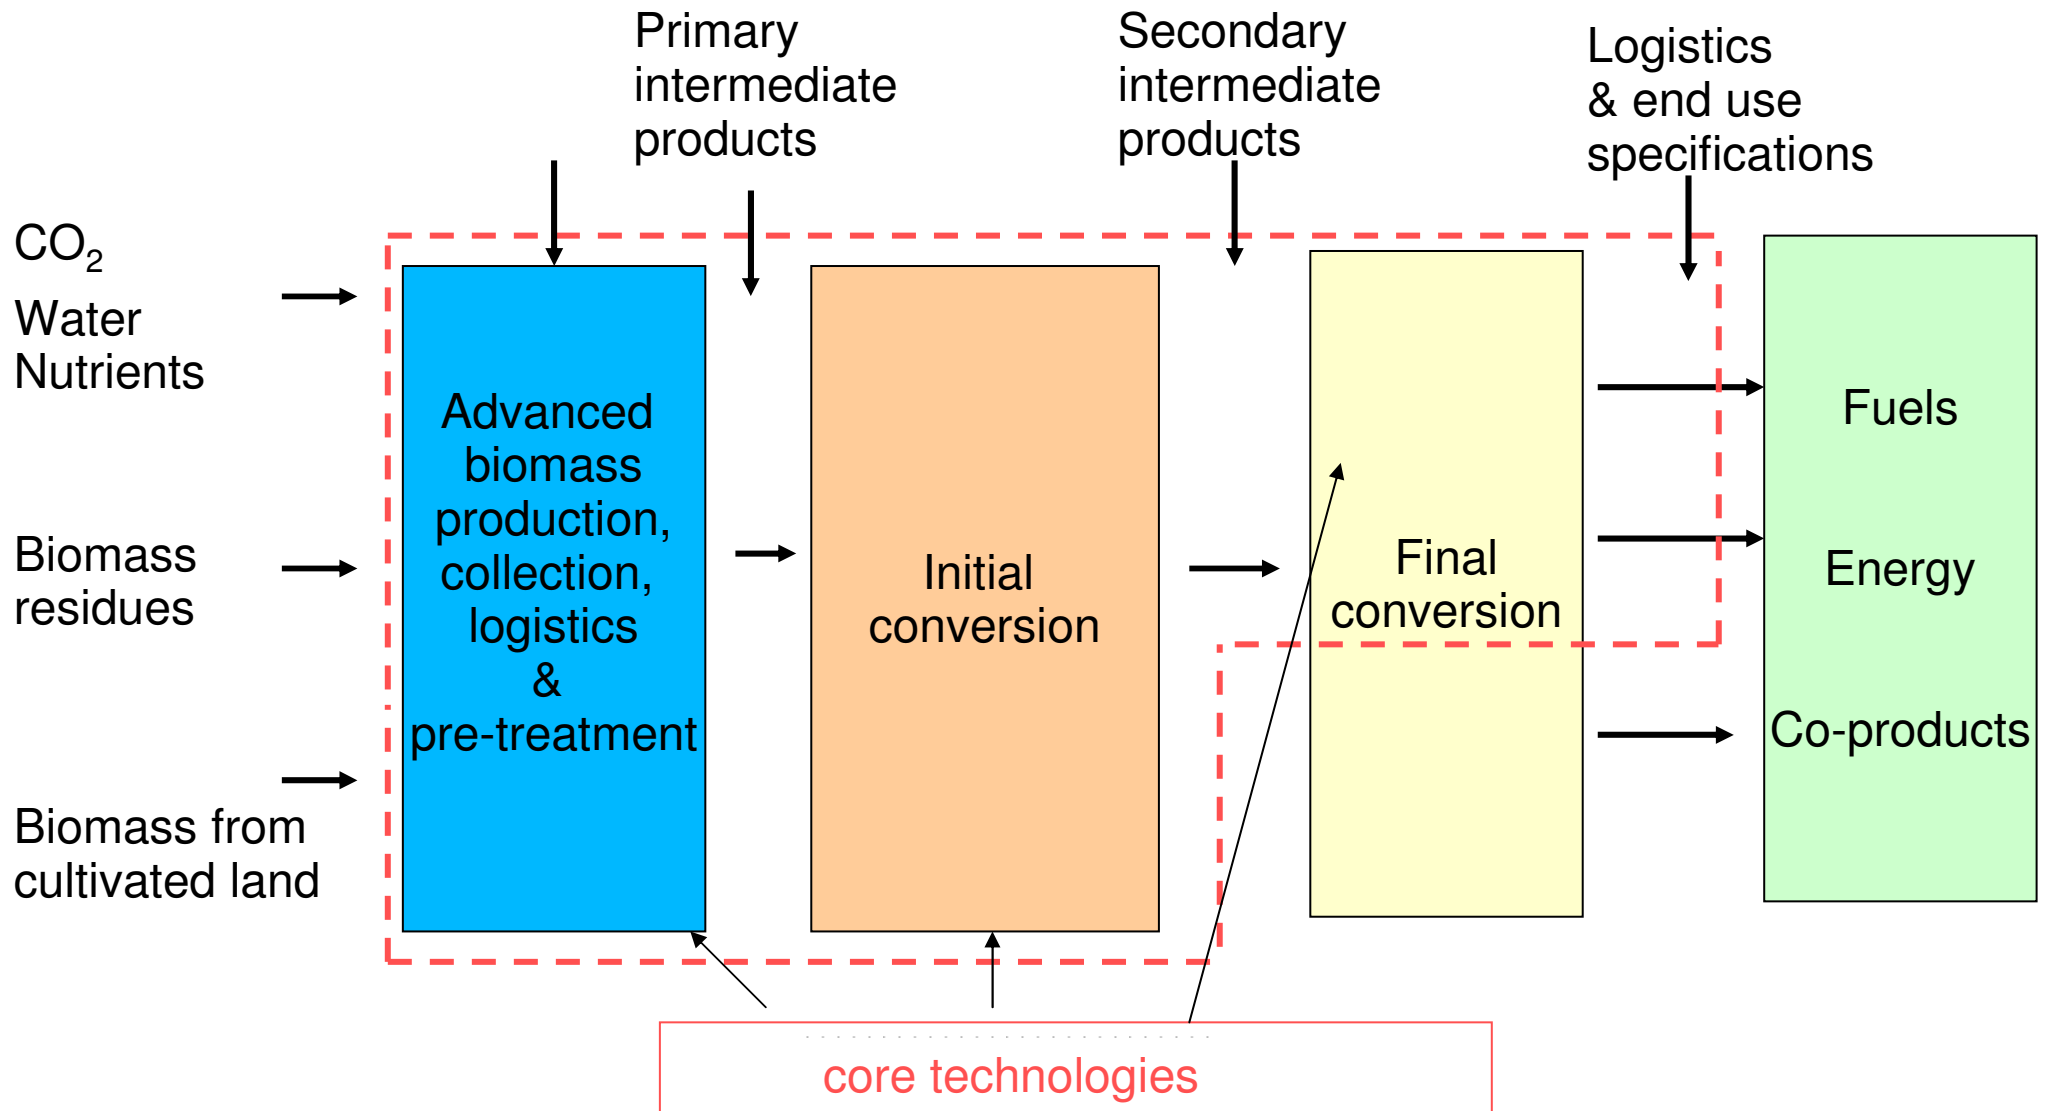 Primary
intermediate
products
Secondary
intermediate
products
Logistics
& end use
specifications
CO₂
Water
Nutrients
Biomass
residues
Biomass from
cultivated land
Advanced
biomass
production,
collection,
logistics
&
pre-treatment
Initial
conversion
Final
conversion
Fuels
Energy
Co-products
core technologies